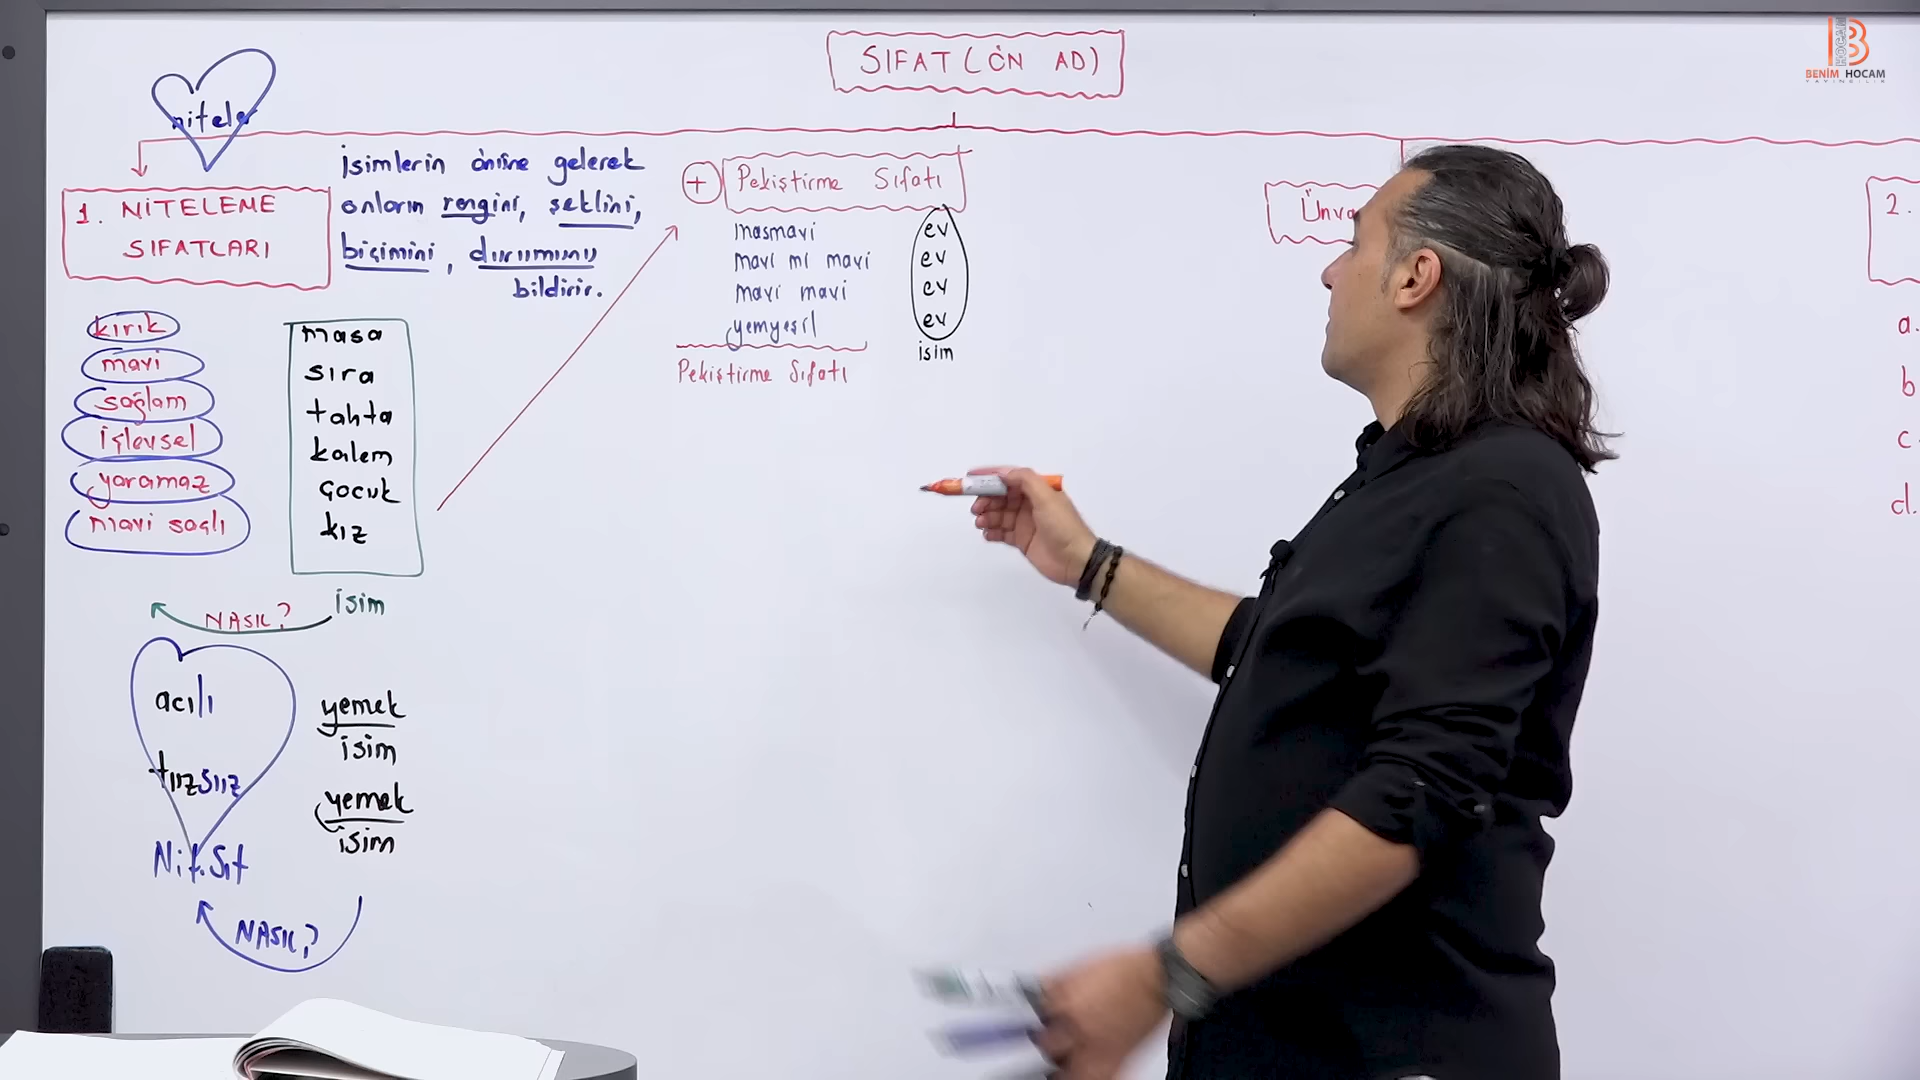 SIFAT (ÖN AD)
BENİM HOCAM
YAYINCILIK
niteler
1. NİTELEME
SIFATLARI
İsimlerin önüne gelerek
onların rengini, şeklini,
biçimini, durumunu
bildirir.
kırık masa
mavi sıra
sağlam tahta
işlevsel kalem
yaramaz çocuk
mavi saçlı kız
NASIL? isim
acılı yemek
isim
tuzsuz yemek
isim
Nit. Sıf
NASIL?
+ Pekiştirme Sıfatı
masmavi ev
mavi mi mavi ev
mavi mavi ev
yemyeşil ev
isim
Pekiştirme Sıfatı
2.
a.
b
c.
d.